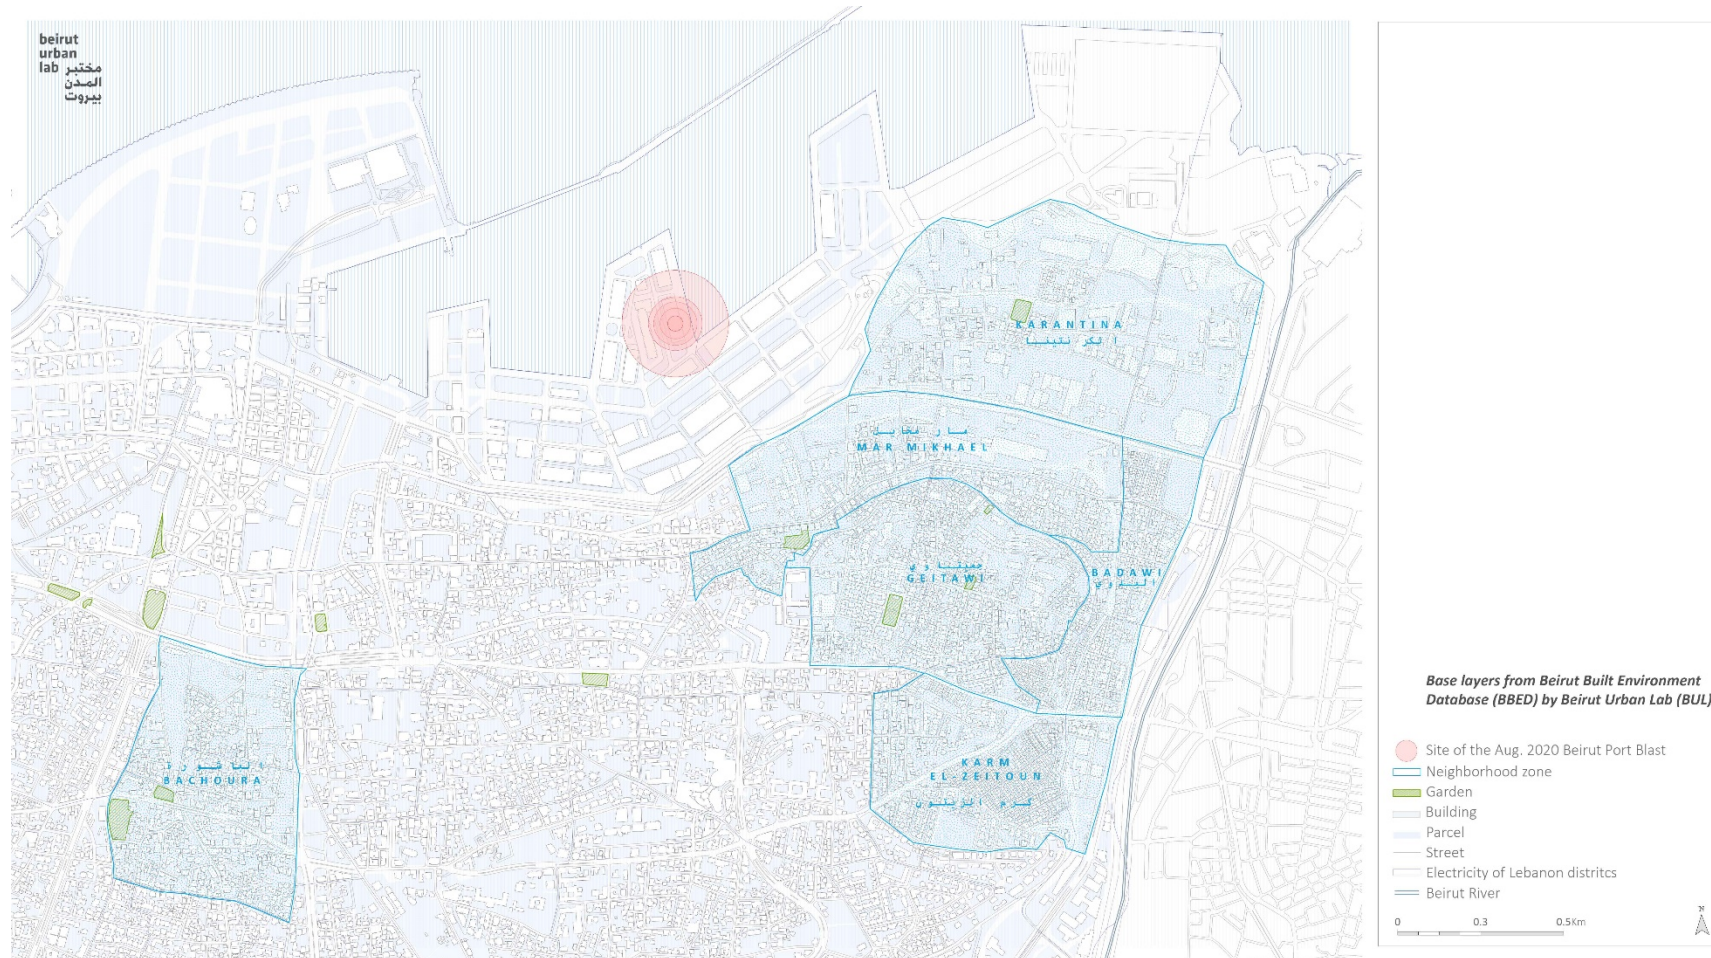 beirut
urban
lab مختبر
المدن
بيروت
KARANTINA
الكرنتينا
مار مخايل
MAR MIKHAEL
GEITAWI
BADAWI
البدوي
الباشورة
BACHOURA
KARM
EL-ZEITOUN
كرم الزيتون
Base layers from Beirut Built Environment
Database (BBED) by Beirut Urban Lab (BUL)
Site of the Aug. 2020 Beirut Port Blast
Neighborhood zone
Garden
Building
Parcel
Street
Electricity of Lebanon distritcs
Beirut River
0 0.3 0.5Km
N